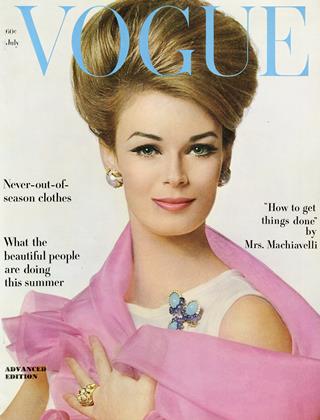 60c
July
VOGUE
Never-out-of-
season clothes
What the
beautiful people
are doing
this summer
"How to get
things done"
by
Mrs. Machiavelli
ADVANCED
EDITION